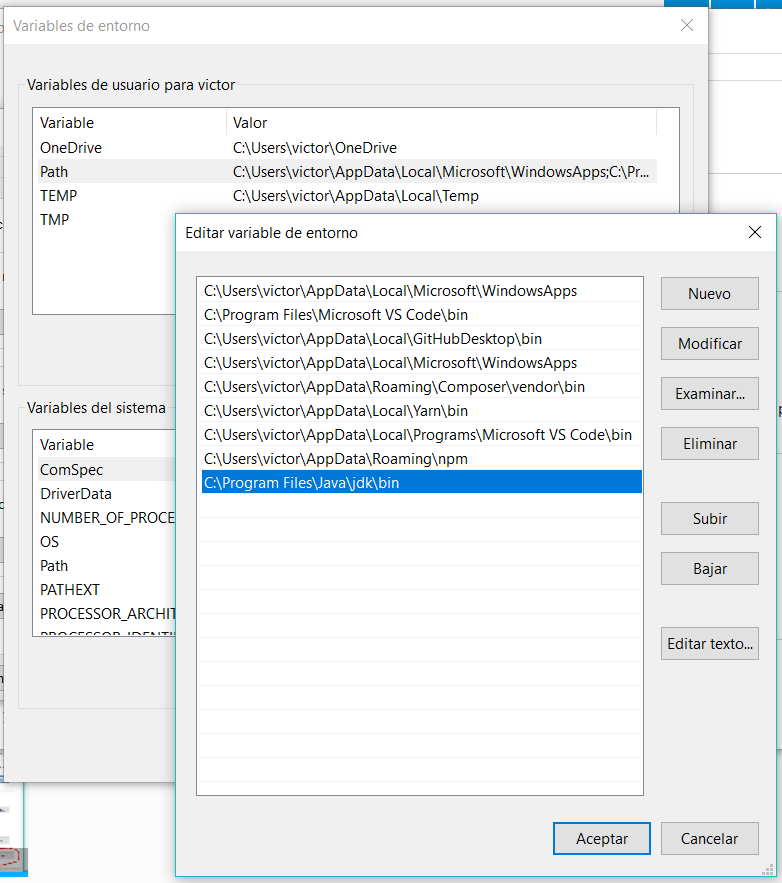 Variables de entorno
Variables de usuario para victor
Variable Valor
OneDrive C:\Users\victor\OneDrive
Path C:\Users\victor\AppData\Local\Microsoft\WindowsApps;C:\Pr...
TEMP C:\Users\victor\AppData\Local\Temp
TMP
Variables del sistema
Variable
ComSpec
DriverData
NUMBER_OF_PROCE
OS
Path
PATHEXT
PROCESSOR_ARCHIT
Editar variable de entorno
C:\Users\victor\AppData\Local\Microsoft\WindowsApps
C:\Program Files\Microsoft VS Code\bin
C:\Users\victor\AppData\Local\GitHubDesktop\bin
C:\Users\victor\AppData\Local\Microsoft\WindowsApps
C:\Users\victor\AppData\Roaming\Composer\vendor\bin
C:\Users\victor\AppData\Local\Yarn\bin
C:\Users\victor\AppData\Local\Programs\Microsoft VS Code\bin
C:\Users\victor\AppData\Roaming\npm
C:\Program Files\Java\jdk\bin
Nuevo
Modificar
Examinar...
Eliminar
Subir
Bajar
Editar texto...
Aceptar
Cancelar